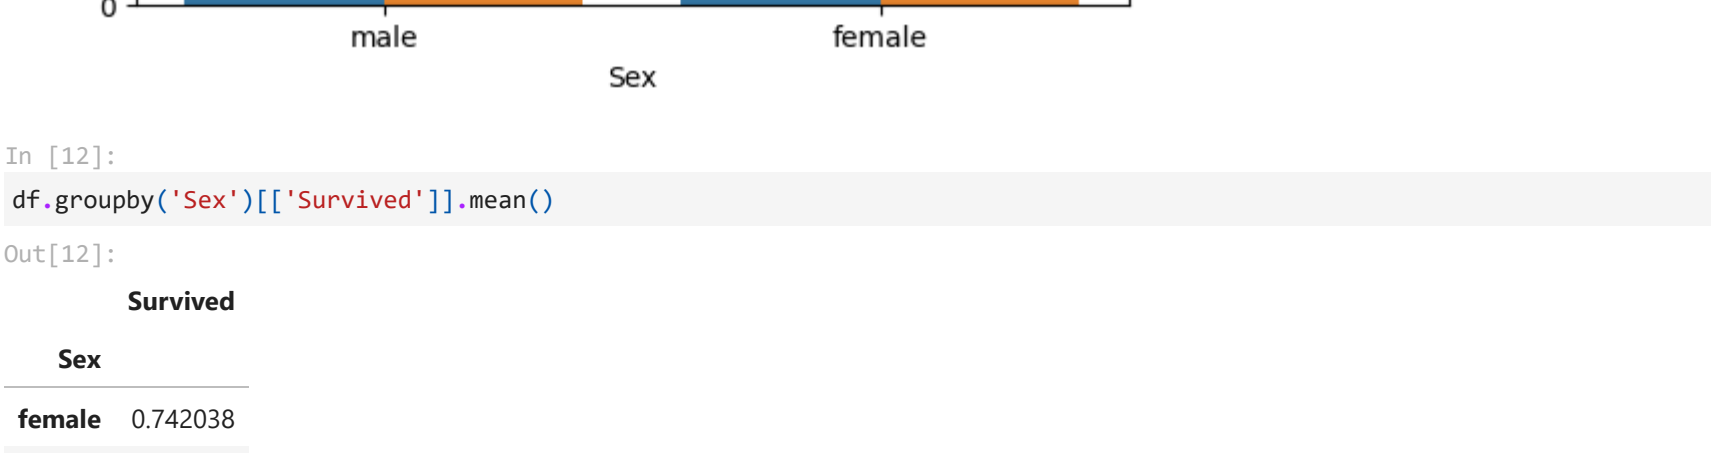 0
male female
Sex
In [12]:
df.groupby('Sex')[['Survived']].mean()
Out[12]:
Survived
Sex
female 0.742038